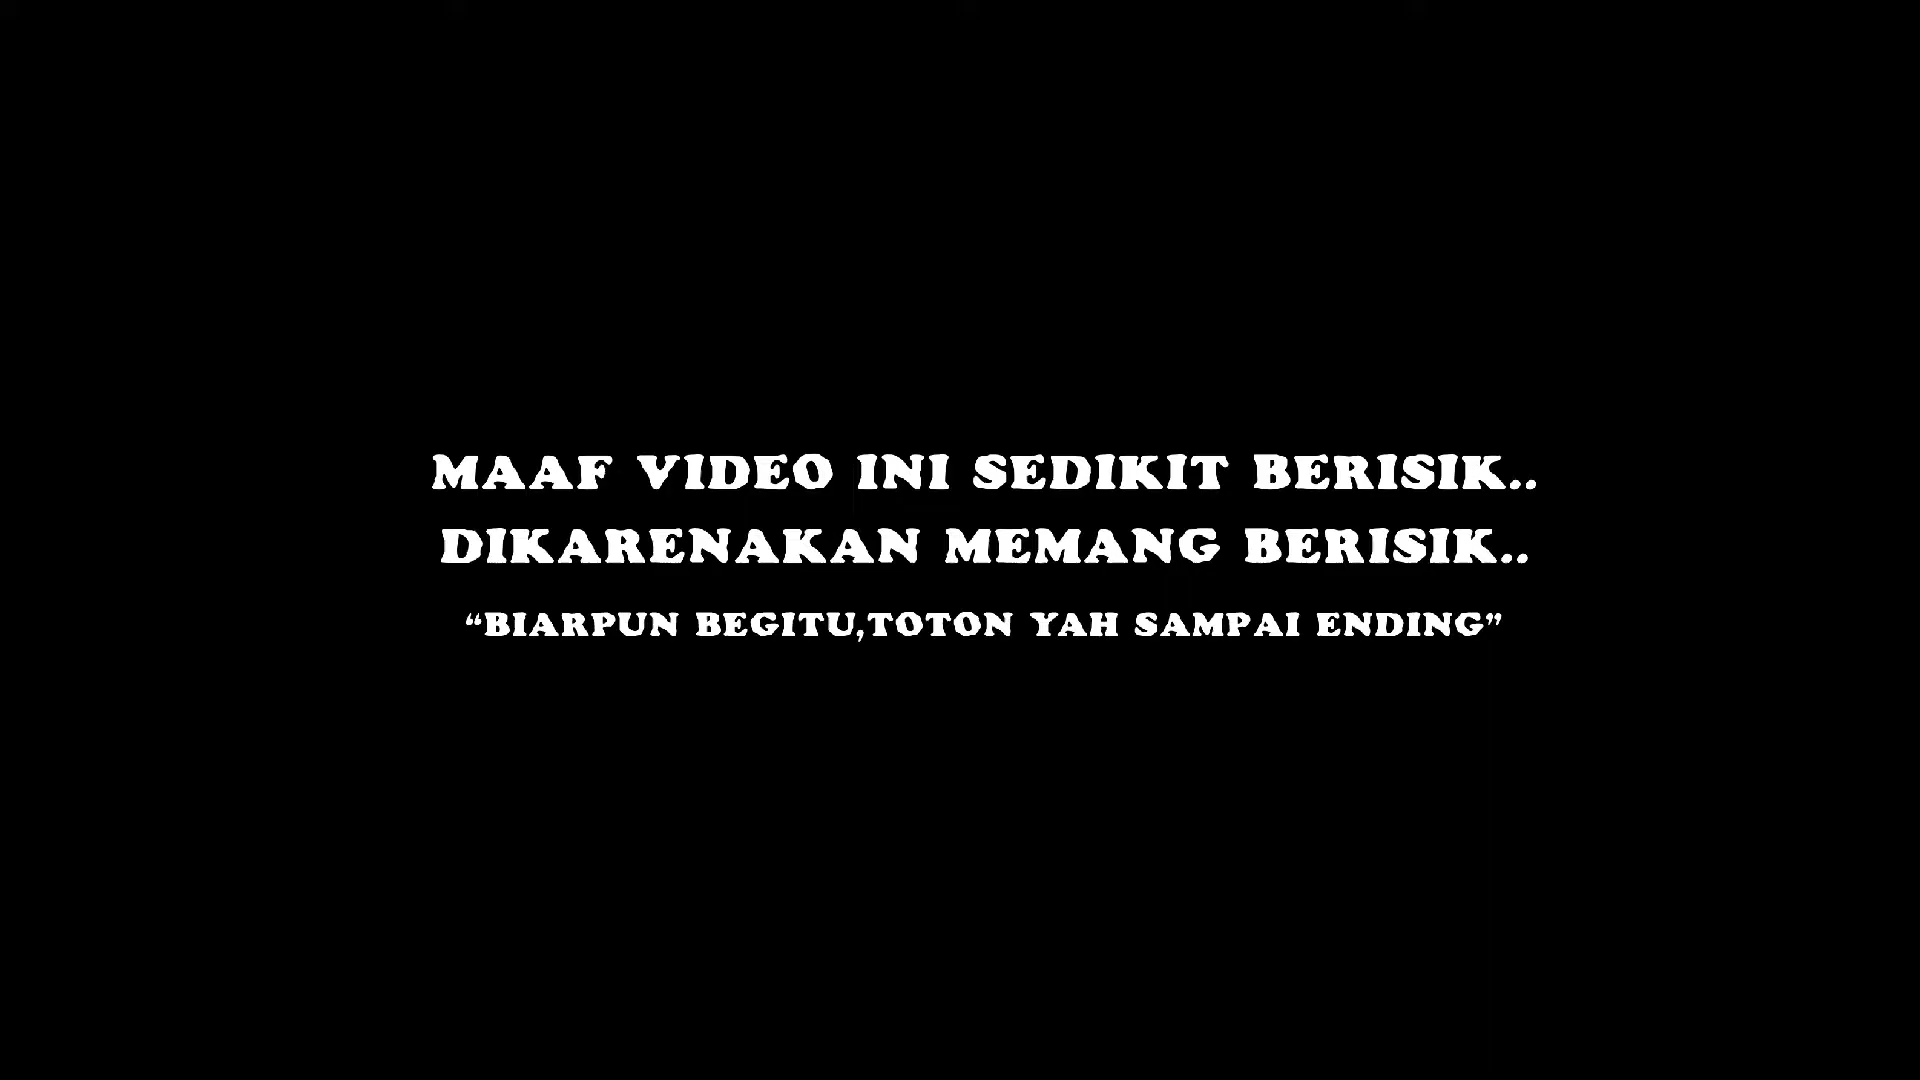 MAAF VIDEO INI SEDIKIT BERISIK..
DIKARENAKAN MEMANG BERISIK..
“BIARPUN BEGITU,TOTON YAH SAMPAI ENDING”